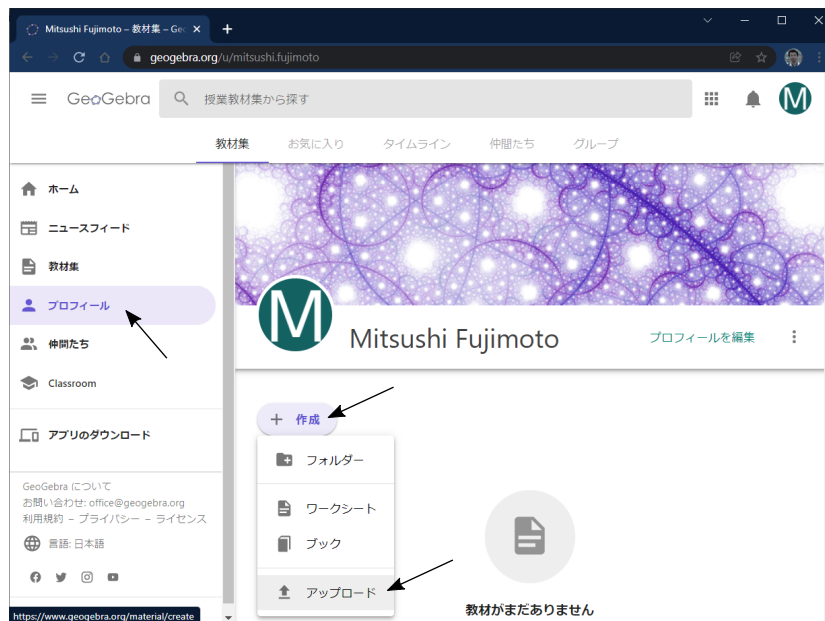 Mitsushi Fujimoto – 教材集 – Geo
geogebra.org/u/mitsushi.fujimoto
GeoGebra
授業教材集から探す
M
教材集 お気に入り タイムライン 仲間たち グループ
ホーム
ニュースフィード
教材集
プロフィール
仲間たち
Classroom
アプリのダウンロード
GeoGebra について
お問い合わせ: office@geogebra.org
利用規約 – プライバシー – ライセンス
言語: 日本語
https://www.geogebra.org/material/create
M
Mitsushi Fujimoto
プロフィールを編集
+ 作成
フォルダー
ワークシート
ブック
アップロード
教材がまだありません